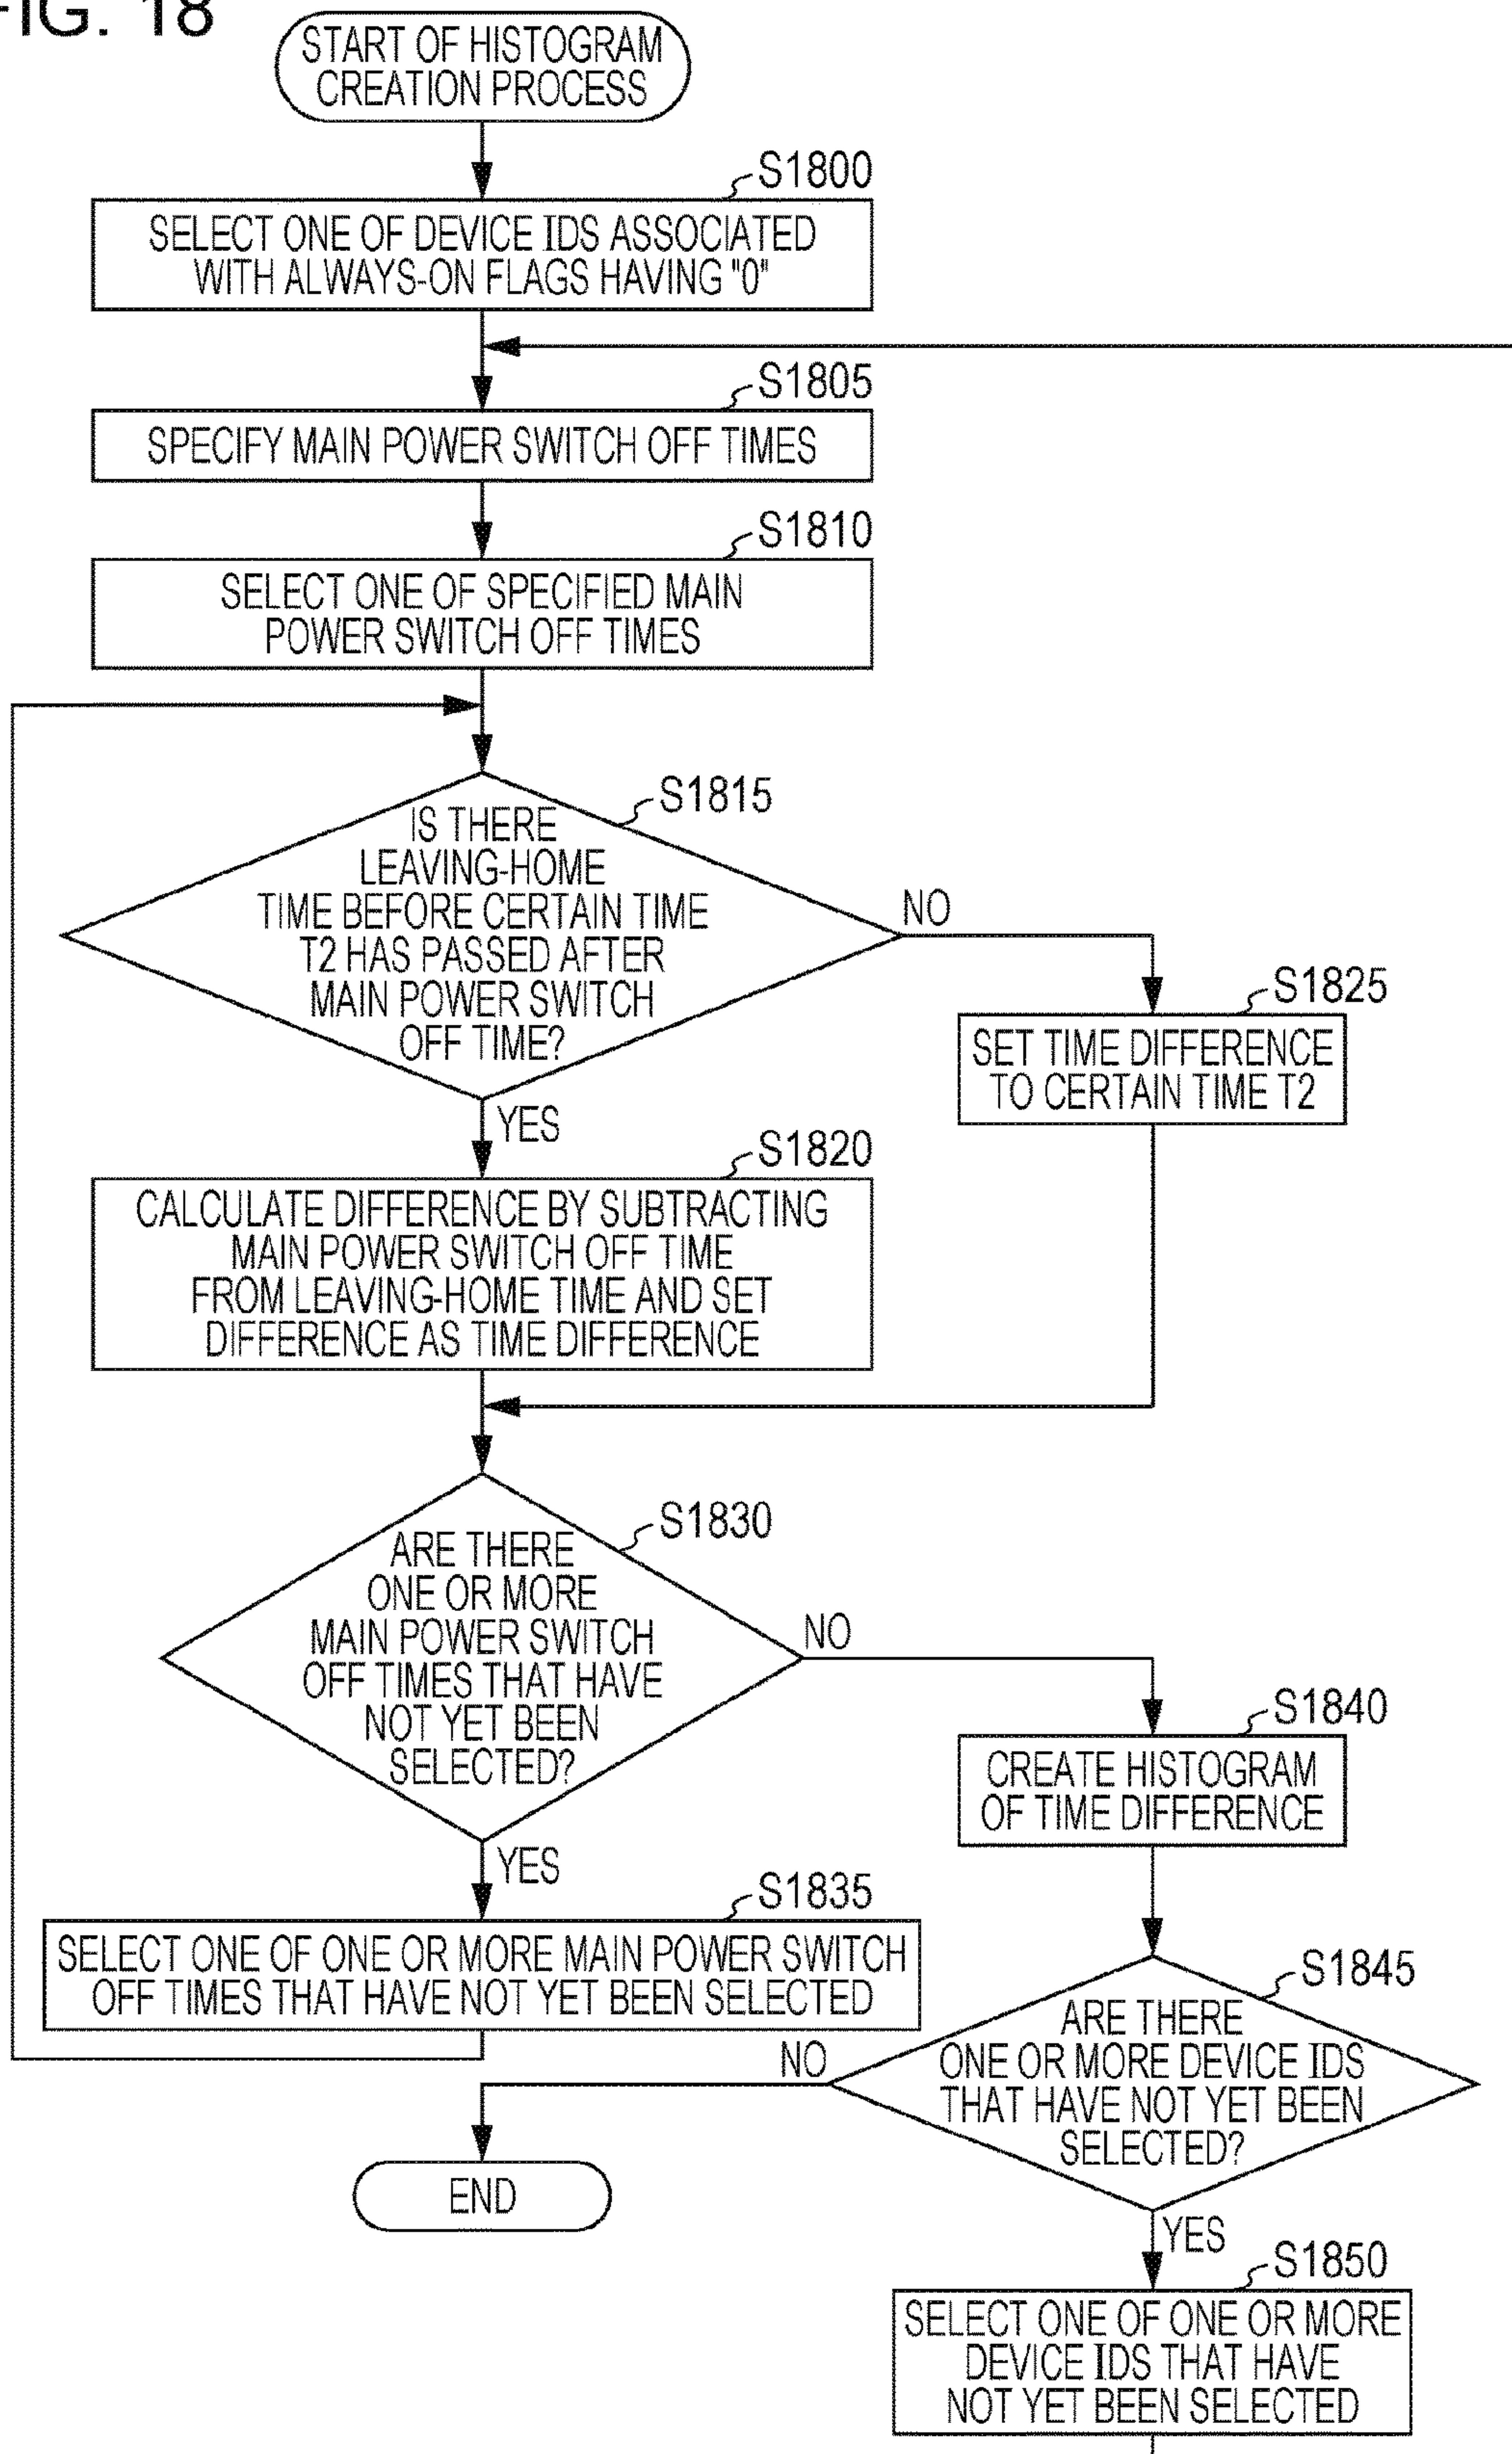 FIG. 18
START OF HISTOGRAM
CREATION PROCESS
S1800
SELECT ONE OF DEVICE IDS ASSOCIATED
WITH ALWAYS-ON FLAGS HAVING "0"
S1805
SPECIFY MAIN POWER SWITCH OFF TIMES
S1810
SELECT ONE OF SPECIFIED MAIN
POWER SWITCH OFF TIMES
S1815
IS THERE
LEAVING-HOME
TIME BEFORE CERTAIN TIME
T2 HAS PASSED AFTER
MAIN POWER SWITCH
OFF TIME?
NO
S1825
SET TIME DIFFERENCE
TO CERTAIN TIME T2
YES
S1820
CALCULATE DIFFERENCE BY SUBTRACTING
MAIN POWER SWITCH OFF TIME
FROM LEAVING-HOME TIME AND SET
DIFFERENCE AS TIME DIFFERENCE
S1830
ARE THERE
ONE OR MORE
MAIN POWER SWITCH
OFF TIMES THAT HAVE
NOT YET BEEN
SELECTED?
NO
S1840
CREATE HISTOGRAM
OF TIME DIFFERENCE
YES
S1835
SELECT ONE OF ONE OR MORE MAIN POWER SWITCH
OFF TIMES THAT HAVE NOT YET BEEN SELECTED
S1845
ARE THERE
ONE OR MORE DEVICE IDS
THAT HAVE NOT YET BEEN
SELECTED?
NO
END
YES
S1850
SELECT ONE OF ONE OR MORE
DEVICE IDS THAT HAVE
NOT YET BEEN SELECTED